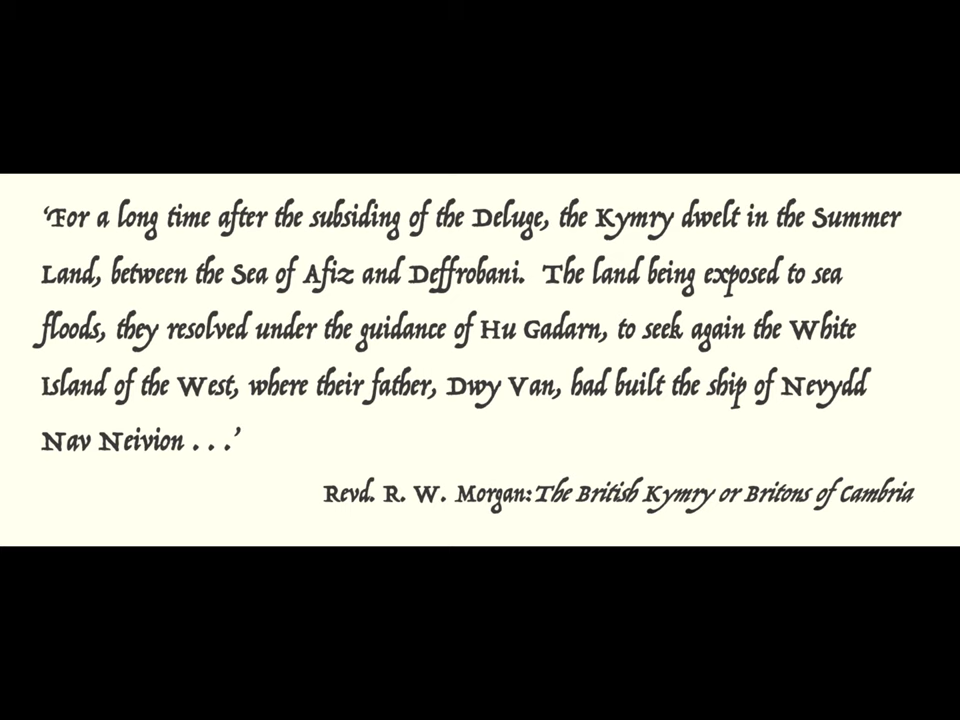 ‘For a long time after the subsiding of the Deluge, the Kymry dwelt in the Summer
Land, between the Sea of Afiz and Deffrobani. The land being exposed to sea
floods, they resolved under the guidance of Hu Gadarn, to seek again the White
Island of the West, where their father, Dwy Van, had built the ship of Nevydd
Nav Neivion . . .’
Revd. R. W. Morgan: The British Kymry or Britons of Cambria